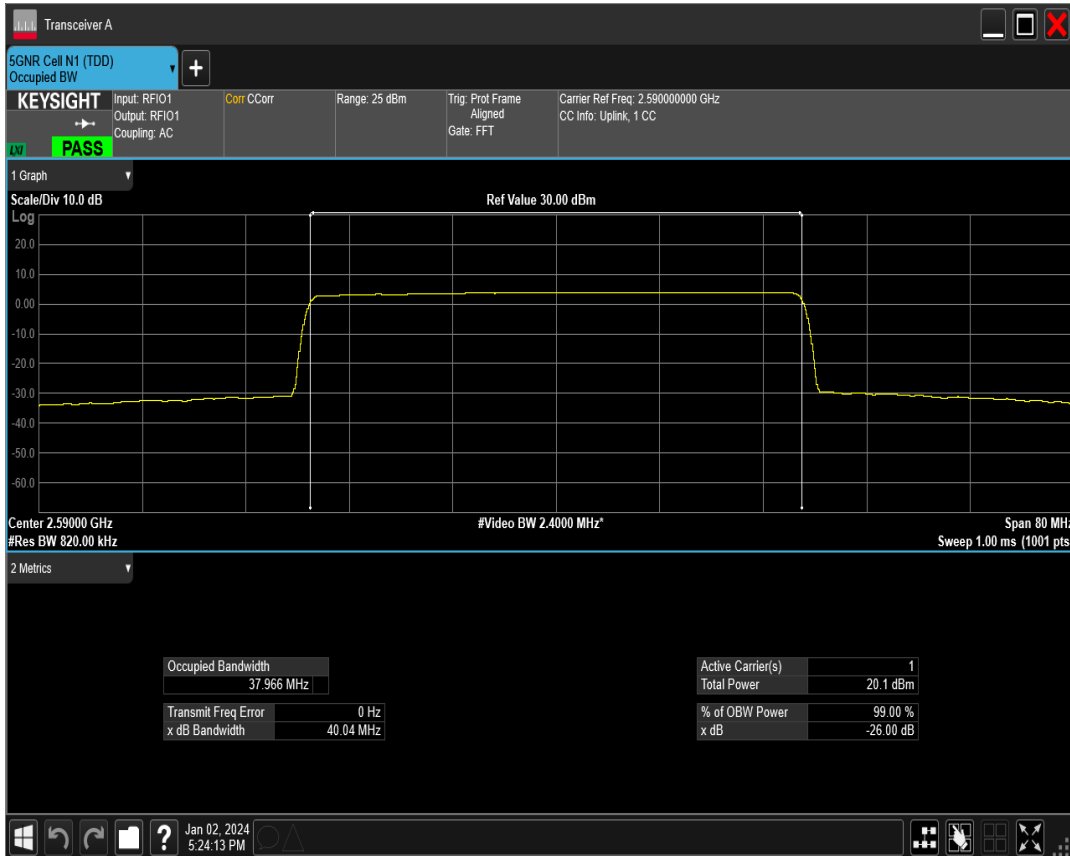 Transceiver A
5GNR Cell N1 (TDD)
Occupied BW
+
KEYSIGHT
LXI
PASS
Input: RFIO1
Output: RFIO1
Coupling: AC
Corr CCorr
Range: 25 dBm
Trig: Prot Frame
Aligned
Gate: FFT
Carrier Ref Freq: 2.590000000 GHz
CC Info: Uplink, 1 CC
1 Graph
Scale/Div 10.0 dB
Ref Value 30.00 dBm
Log
20.0
10.0
0.00
-10.0
-20.0
-30.0
-40.0
-50.0
-60.0
Center 2.59000 GHz
#Video BW 2.4000 MHz*
Span 80 MHz
#Res BW 820.00 kHz
Sweep 1.00 ms (1001 pts
2 Metrics
Occupied Bandwidth
37.966 MHz
Transmit Freq Error 0 Hz
x dB Bandwidth 40.04 MHz
Active Carrier(s) 1
Total Power 20.1 dBm
% of OBW Power 99.00 %
x dB -26.00 dB
?
Jan 02, 2024
5:24:13 PM